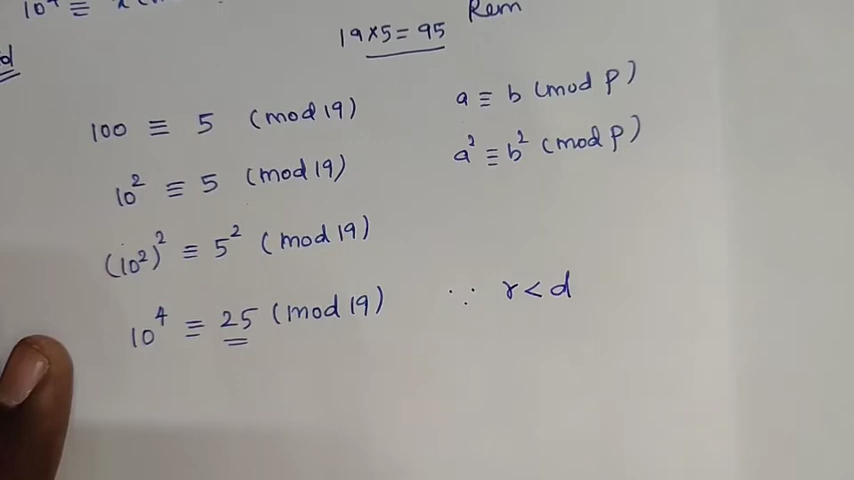 10⁴ ≡
19×5 = 95 Rem
d
100 ≡ 5 (mod 19) a ≡ b (mod p)
10² ≡ 5 (mod 19) a² ≡ b² (mod p)
(10²)² ≡ 5² (mod 19)
10⁴ ≡ 25 (mod 19) ∵ r < d